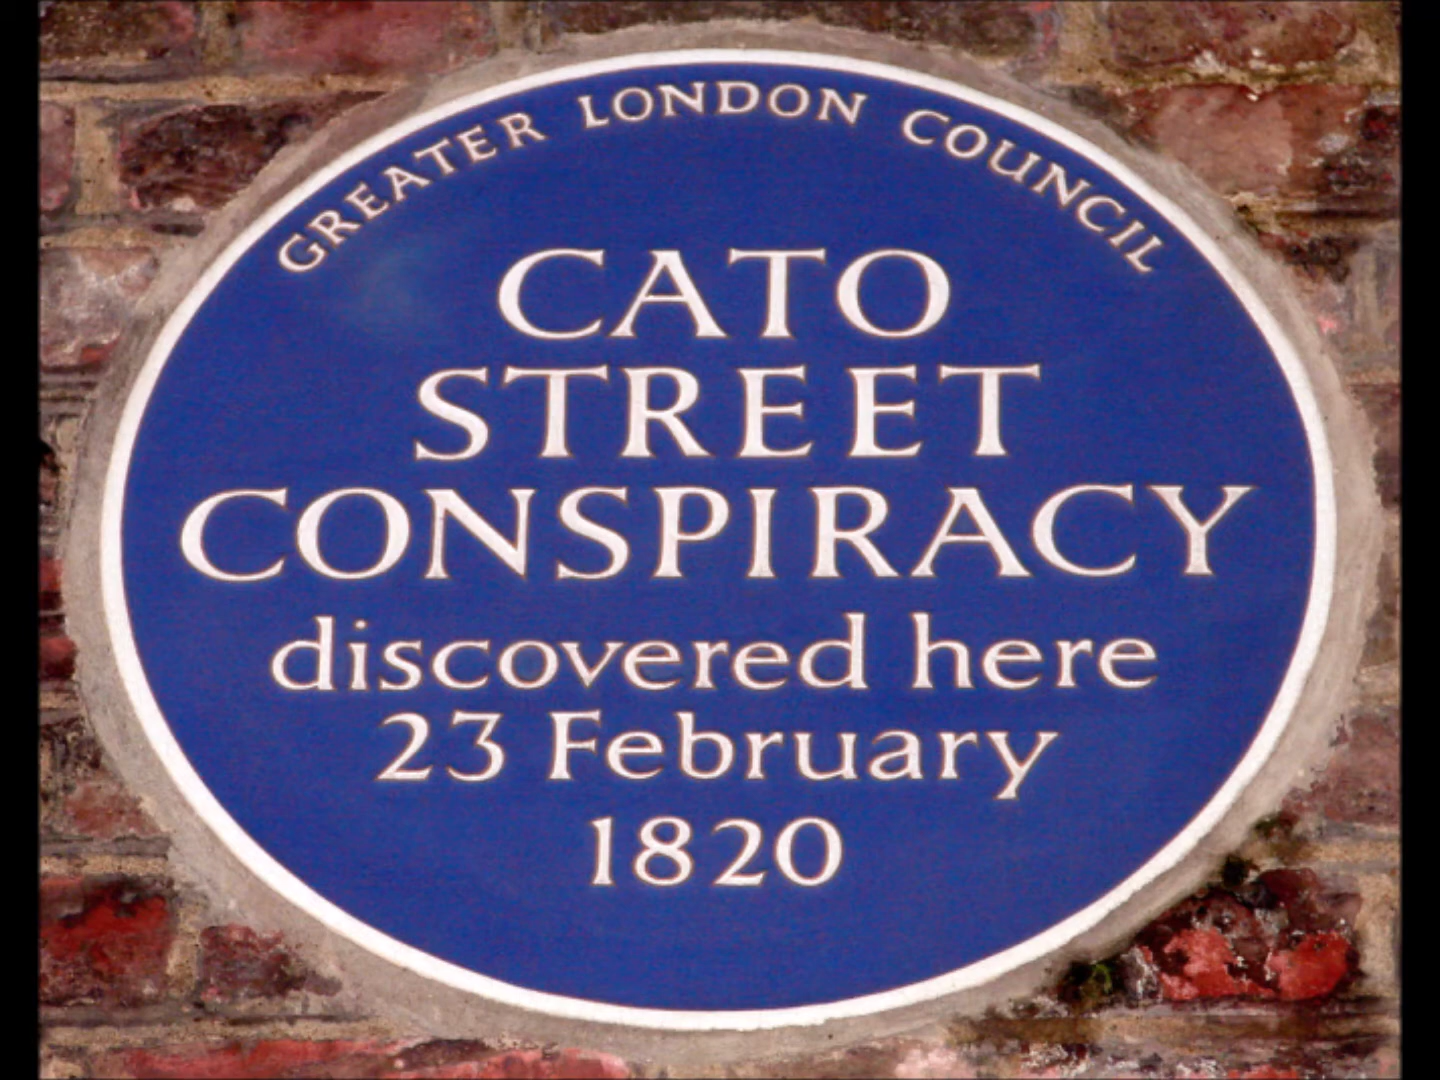 GREATER LONDON COUNCIL
CATO
STREET
CONSPIRACY
discovered here
23 February
1820